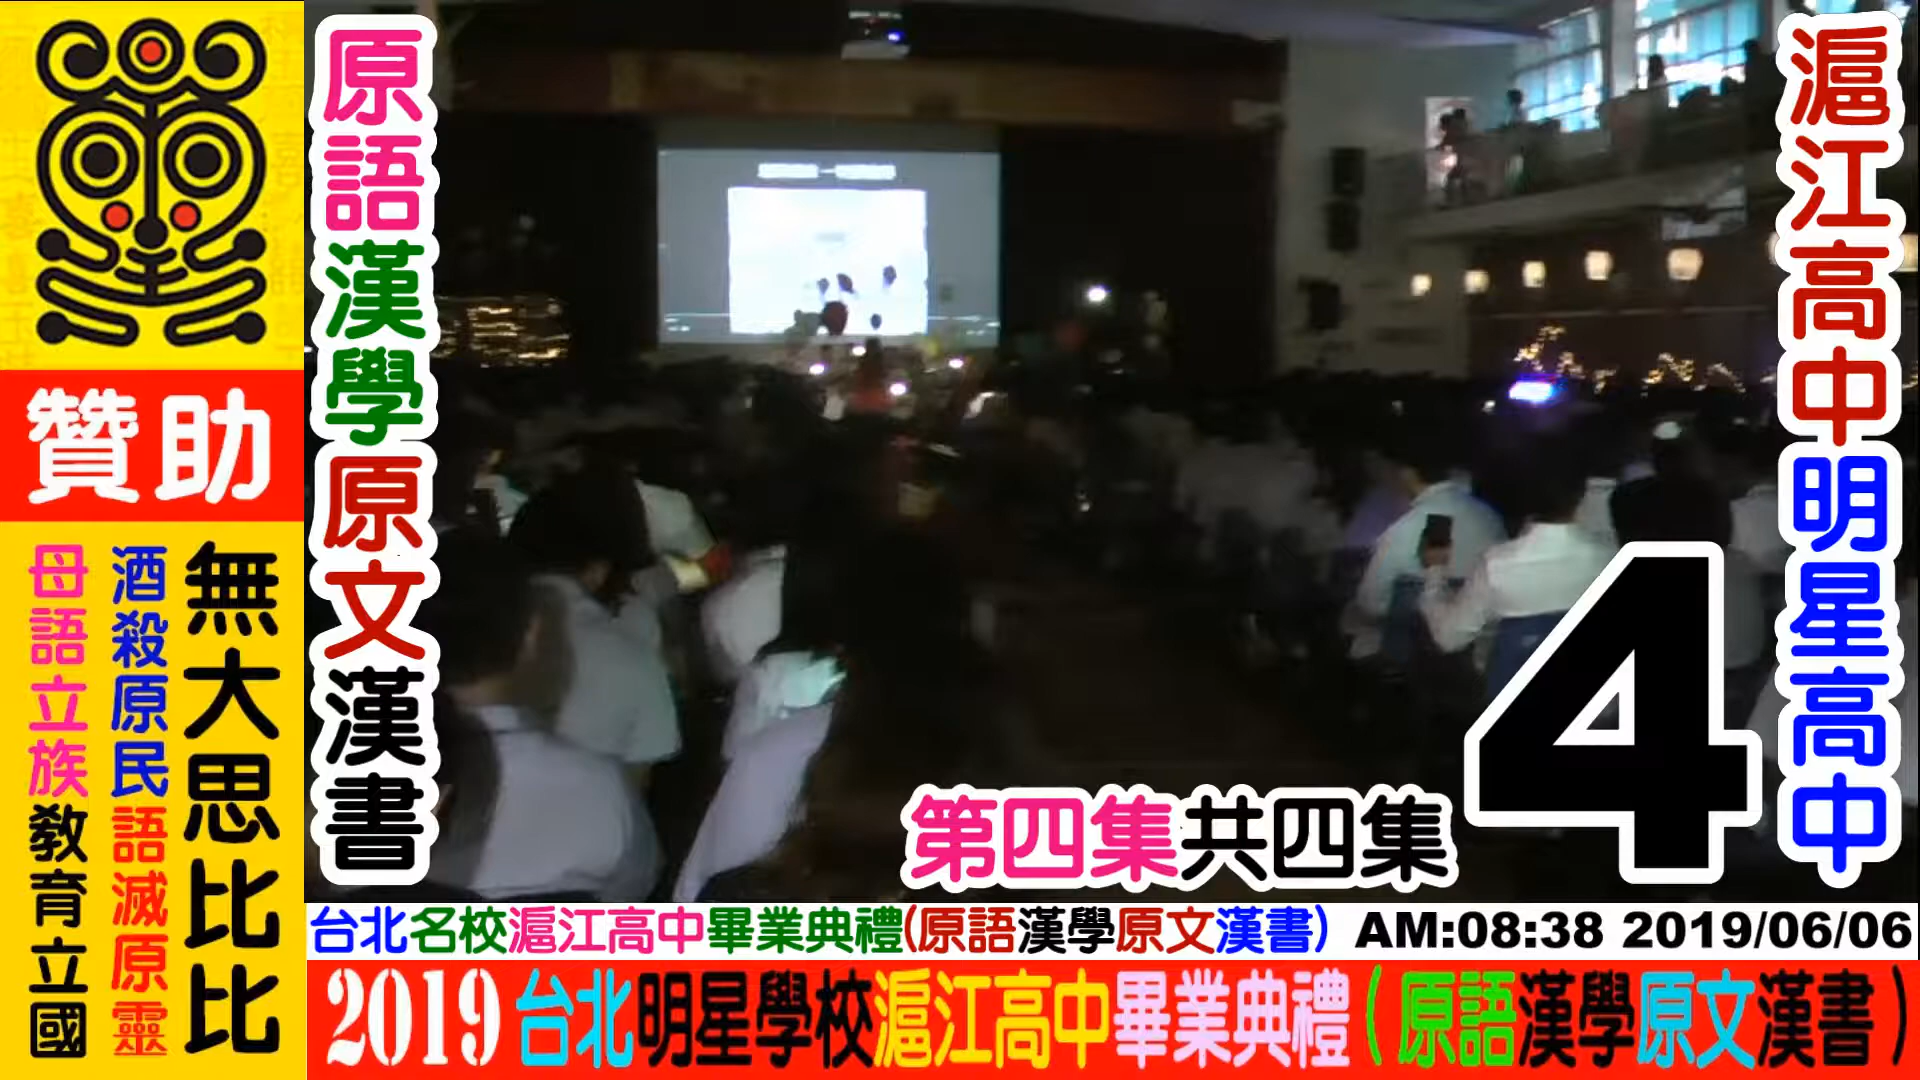 贊助
無大思比比
酒殺原民語滅原靈
母語立族教育立國
原語漢學原文漢書
滬江高中明星高中
4
第四集共四集
台北名校滬江高中畢業典禮(原語漢學原文漢書) AM:08:38 2019/06/06
2019台北明星學校滬江高中畢業典禮(原語漢學原文漢書)